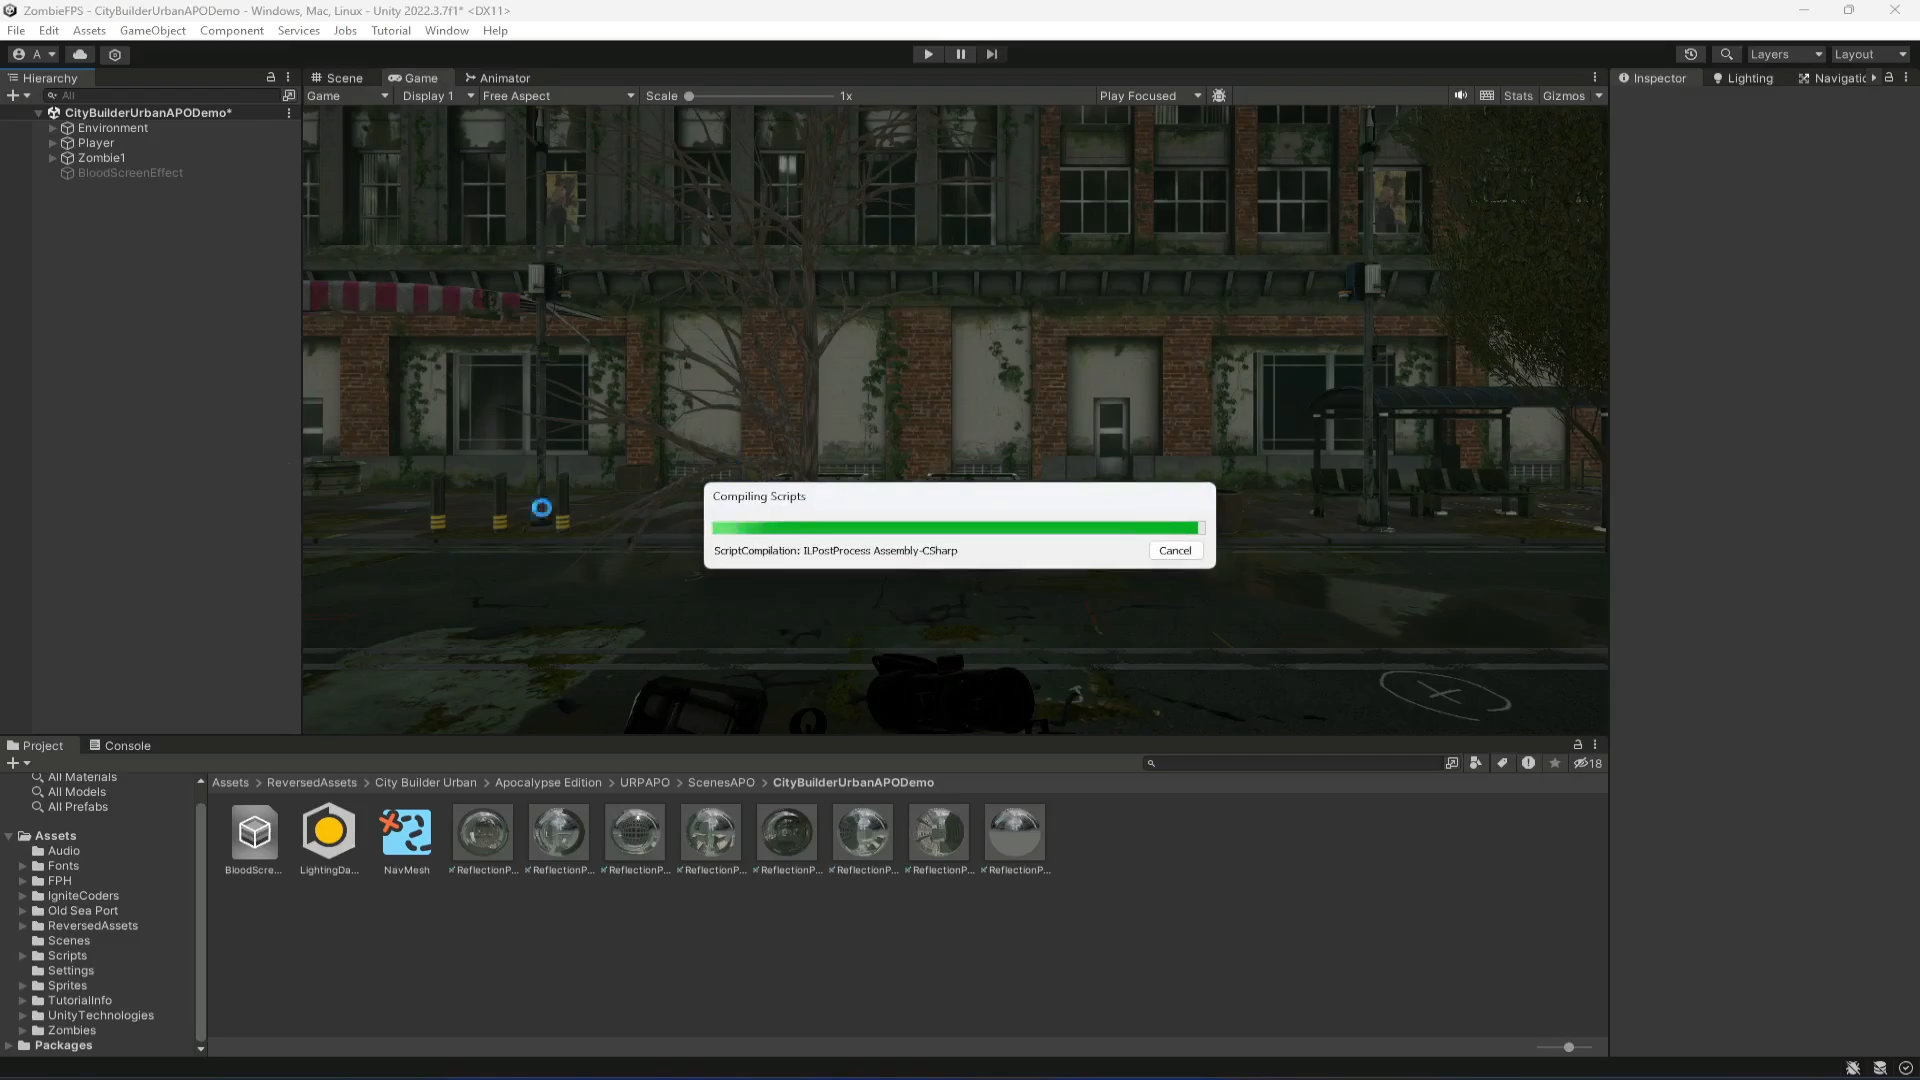 ZombieFPS - CityBuilderUrbanAPODemo - Windows, Mac, Linux - Unity 2022.3.7f1* <DX11>
File Edit Assets GameObject Component Services Jobs Tutorial Window Help
A Layers Layout
Hierarchy Scene Game Animator Inspector Lighting Navigatic
All Game Display 1 Free Aspect Scale 1x Play Focused Stats Gizmos
CityBuilderUrbanAPODemo*
Environment
Player
Zombie1
BloodScreenEffect
Compiling Scripts
ScriptCompilation: ILPostProcess Assembly-CSharp Cancel
Project Console
18
All Materials
All Models
All Prefabs
Assets
Audio
Fonts
FPH
IgniteCoders
Old Sea Port
ReversedAssets
Scenes
Scripts
Settings
Sprites
TutorialInfo
UnityTechnologies
Zombies
Packages
Assets > ReversedAssets > City Builder Urban > Apocalypse Edition > URPAPO > ScenesAPO > CityBuilderUrbanAPODemo
BloodScre... LightingDa... NavMesh ReflectionP... ReflectionP... ReflectionP... ReflectionP... ReflectionP... ReflectionP... ReflectionP... ReflectionP...